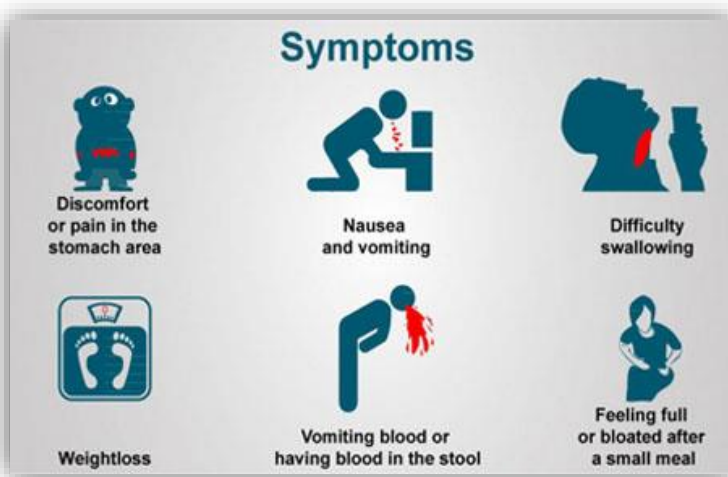 Symptoms
Discomfort
or pain in the
stomach area
Nausea
and vomiting
Difficulty
swallowing
Weightloss
Vomiting blood or
having blood in the stool
Feeling full
or bloated after
a small meal